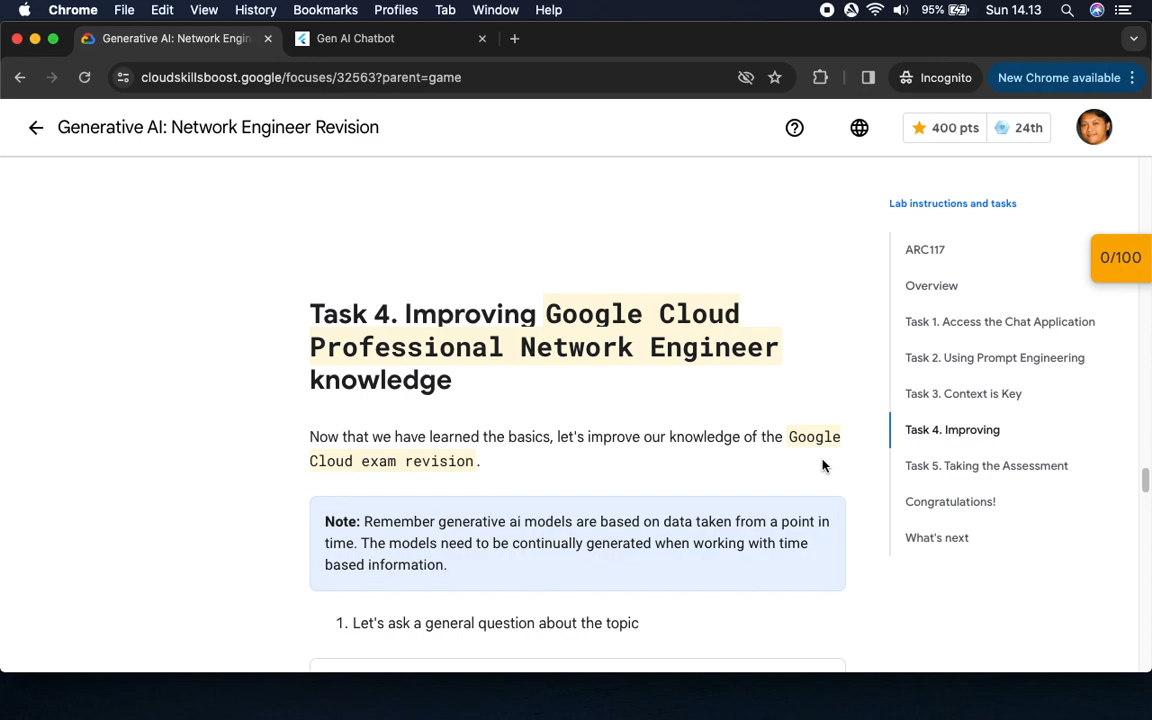 Chrome File Edit View History Bookmarks Profiles Tab Window Help 95% Sun 14.13
Generative AI: Network Engin Gen AI Chatbot
cloudskillsboost.google/focuses/32563?parent=game Incognito New Chrome available
Generative AI: Network Engineer Revision 400 pts 24th
Lab instructions and tasks
ARC117
0/100
Overview
Task 1. Access the Chat Application
Task 2. Using Prompt Engineering
Task 3. Context is Key
Task 4. Improving
Task 5. Taking the Assessment
Congratulations!
What's next
Task 4. Improving Google Cloud
Professional Network Engineer
knowledge
Now that we have learned the basics, let's improve our knowledge of the Google
Cloud exam revision.
Note: Remember generative ai models are based on data taken from a point in
time. The models need to be continually generated when working with time
based information.
1. Let's ask a general question about the topic